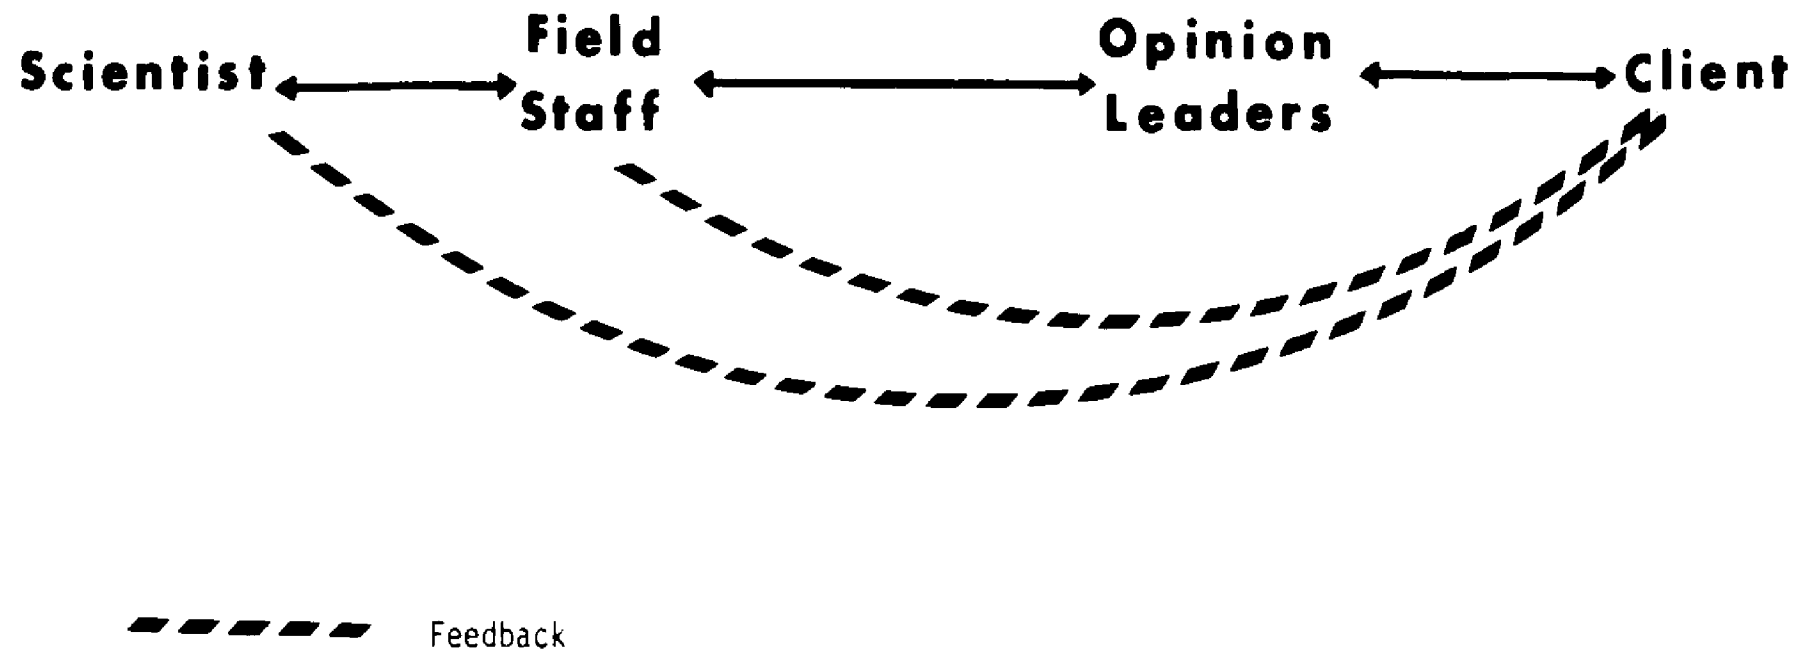 Scientist
Field
Staff
Opinion
Leaders
Client
Feedback